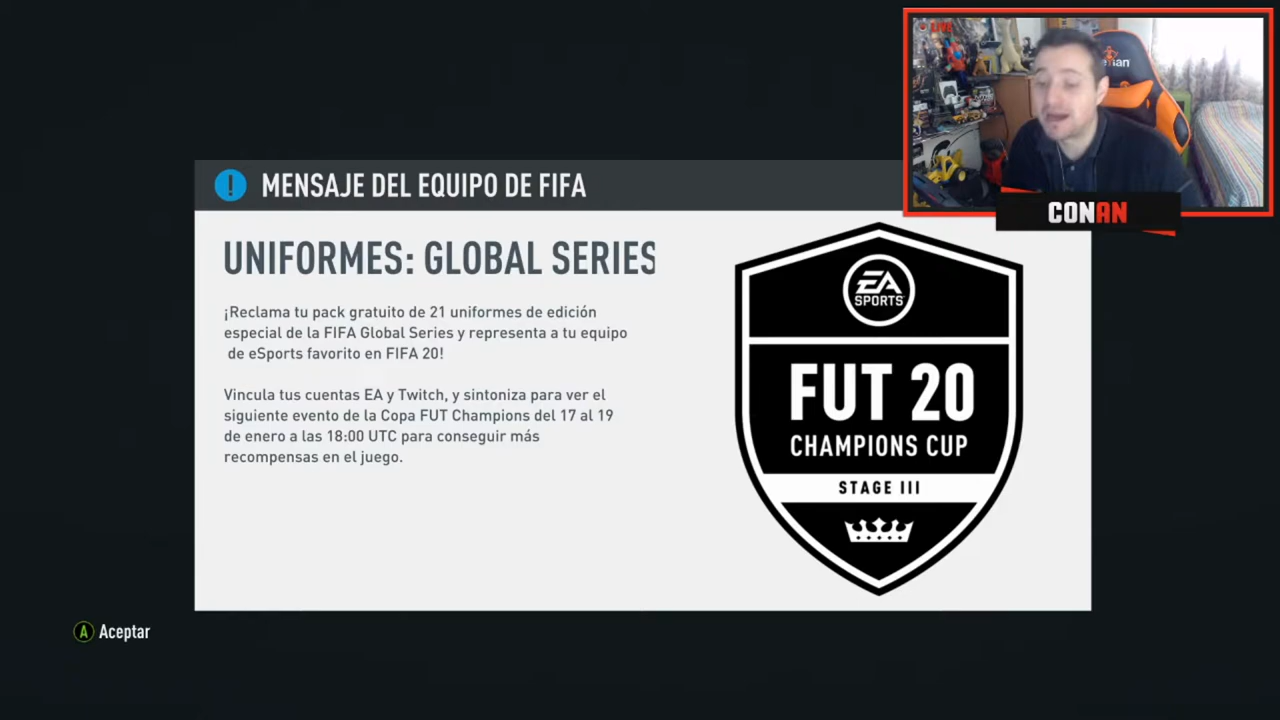 LIVE
CONAN
MENSAJE DEL EQUIPO DE FIFA
UNIFORMES: GLOBAL SERIES
¡Reclama tu pack gratuito de 21 uniformes de edición
especial de la FIFA Global Series y representa a tu equipo
de eSports favorito en FIFA 20!
Vincula tus cuentas EA y Twitch, y sintoniza para ver el
siguiente evento de la Copa FUT Champions del 17 al 19
de enero a las 18:00 UTC para conseguir más
recompensas en el juego.
EA
SPORTS
FUT 20
CHAMPIONS CUP
STAGE III
A Aceptar